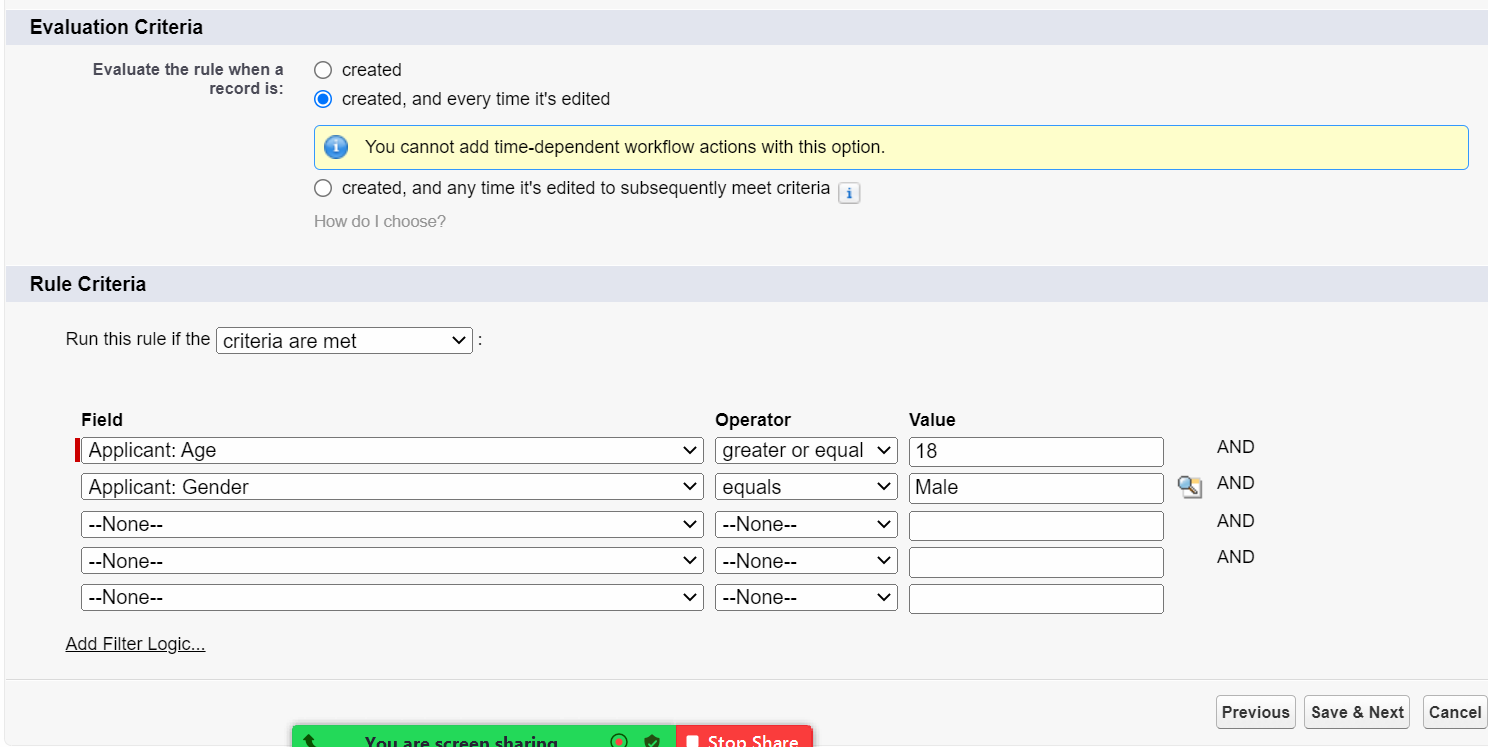 Evaluation Criteria
Evaluate the rule when a
record is:
created
created, and every time it's edited
You cannot add time-dependent workflow actions with this option.
created, and any time it's edited to subsequently meet criteria
How do I choose?
Rule Criteria
Run this rule if the criteria are met :
Field Operator Value
Applicant: Age greater or equal 18 AND
Applicant: Gender equals Male AND
--None-- --None-- AND
--None-- --None-- AND
--None-- --None--
Add Filter Logic...
Previous Save & Next Cancel
You are screen sharing Stop Share